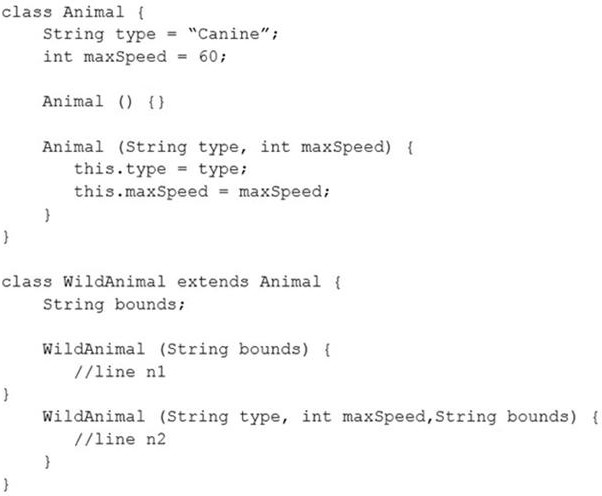 class Animal {
    String type = “Canine”;
    int maxSpeed = 60;

    Animal () {}

    Animal (String type, int maxSpeed) {
       this.type = type;
       this.maxSpeed = maxSpeed;
    }
}

class WildAnimal extends Animal {
    String bounds;

    WildAnimal (String bounds) {
       //line n1
}
    WildAnimal (String type, int maxSpeed,String bounds) {
       //line n2
    }
}